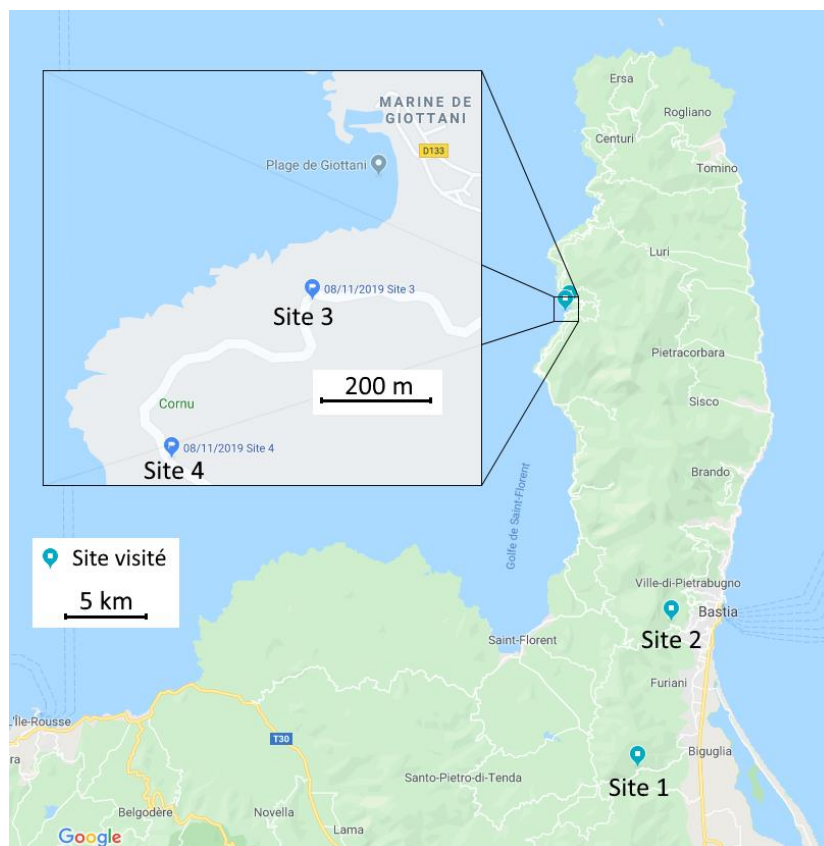 Ersa
Rogliano
Centuri
Tomino
Luri
MARINE DE
GIOTTANI
D133
Plage de Giottani
08/11/2019 Site 3
Site 3
200 m
Cornu
08/11/2019 Site 4
Site 4
Pietracorbara
Sisco
Brando
Golfe de Saint-Florent
Site visité
5 km
Ville-di-Pietrabugno
Bastia
Site 2
Saint-Florent
Furiani
L'Île-Rousse
T30
Biguglia
ra
Santo-Pietro-di-Tenda
Site 1
Belgodère
Novella
Lama
Google